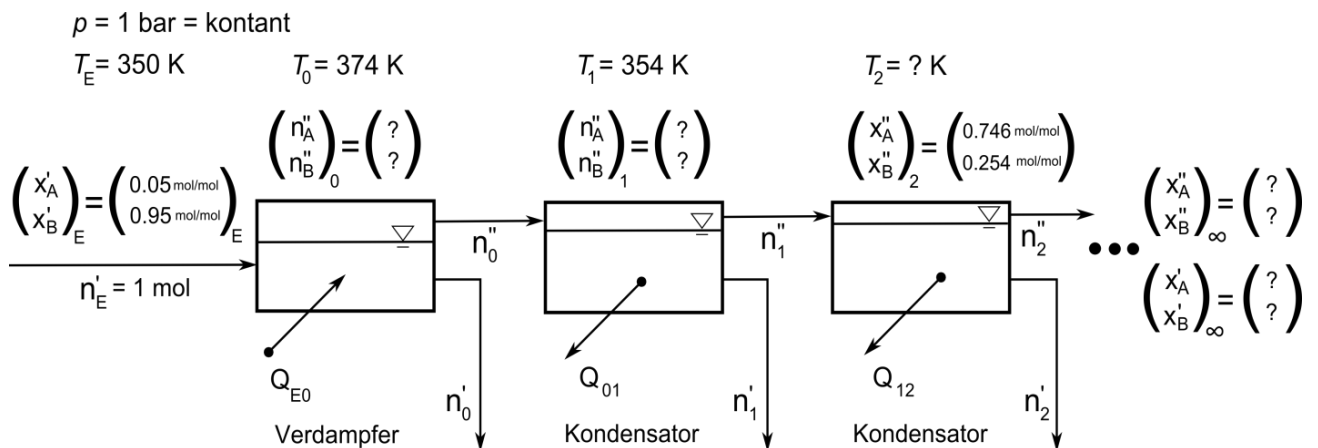 p = 1 bar = kontant
T_E = 350 K
T_0 = 374 K
T_1 = 354 K
T_2 = ? K
(x'_A x'_B)_E = (0.05 mol/mol 0.95 mol/mol)_E
n'_E = 1 mol
(n''_A n''_B)_0 = (? ?)
(n''_A n''_B)_1 = (? ?)
(x''_A x''_B)_2 = (0.746 mol/mol 0.254 mol/mol)
(x''_A x''_B)_∞ = (? ?)
(x'_A x'_B)_∞ = (? ?)
n''_0
n''_1
n''_2
•••
Q_E0
Q_01
Q_12
n'_0
n'_1
n'_2
Verdampfer
Kondensator
Kondensator